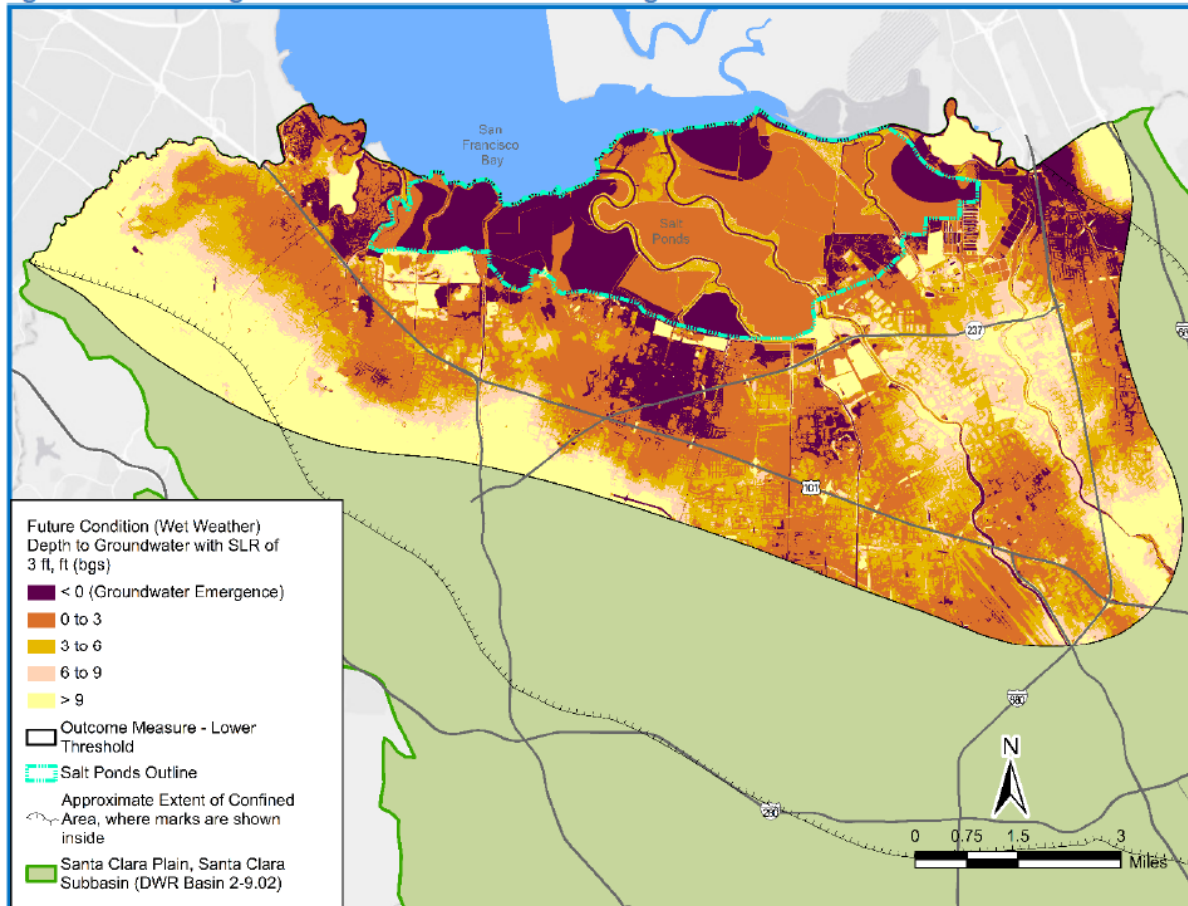 San
Francisco
Bay
Salt
Ponds
237
101
680
280
Future Condition (Wet Weather)
Depth to Groundwater with SLR of
3 ft, ft (bgs)
< 0 (Groundwater Emergence)
0 to 3
3 to 6
6 to 9
> 9
Outcome Measure - Lower
Threshold
Salt Ponds Outline
Approximate Extent of Confined
Area, where marks are shown
inside
Santa Clara Plain, Santa Clara
Subbasin (DWR Basin 2-9.02)
N
0 0.75 1.5 3
Miles